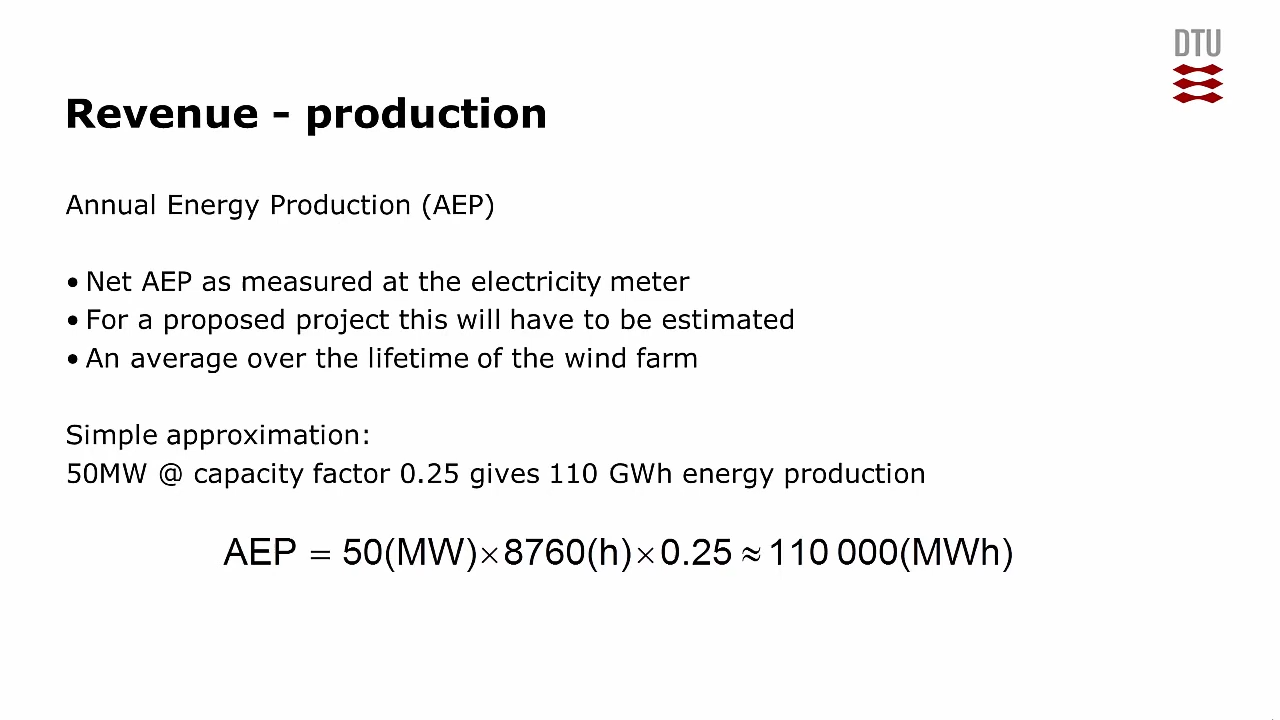 DTU
Revenue - production
Annual Energy Production (AEP)
• Net AEP as measured at the electricity meter
• For a proposed project this will have to be estimated
• An average over the lifetime of the wind farm
Simple approximation:
50MW @ capacity factor 0.25 gives 110 GWh energy production
AEP = 50(MW)×8760(h)×0.25 ≈ 110 000(MWh)